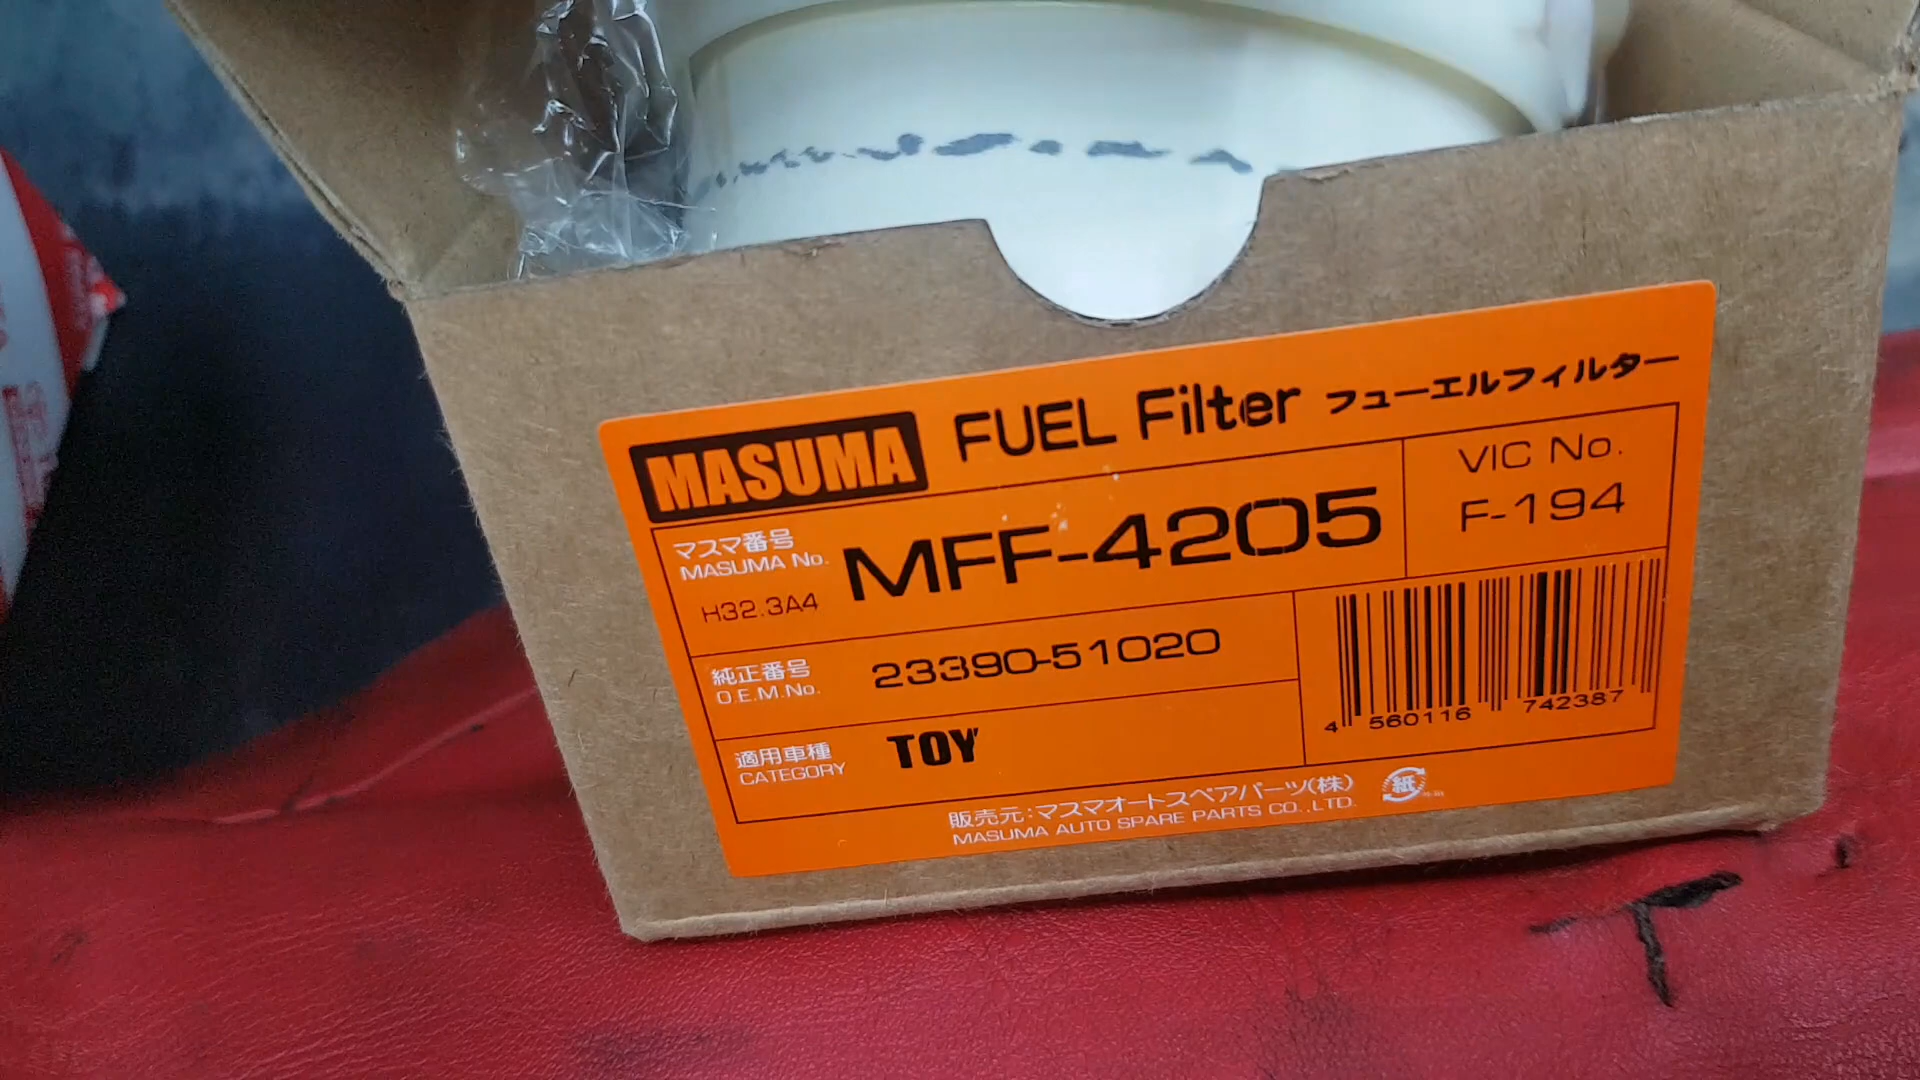 MASUMA FUEL Filter フューエルフィルター
マスマ番号
MASUMA No.
H32.3A4
MFF-4205
VIC No.
F-194
純正番号
O.E.M.No.
23390-51020
4 560116 742387
適用車種
CATEGORY
TOY
販売元:マスマオートスペアパーツ(株)
MASUMA AUTO SPARE PARTS CO.,LTD.
紙